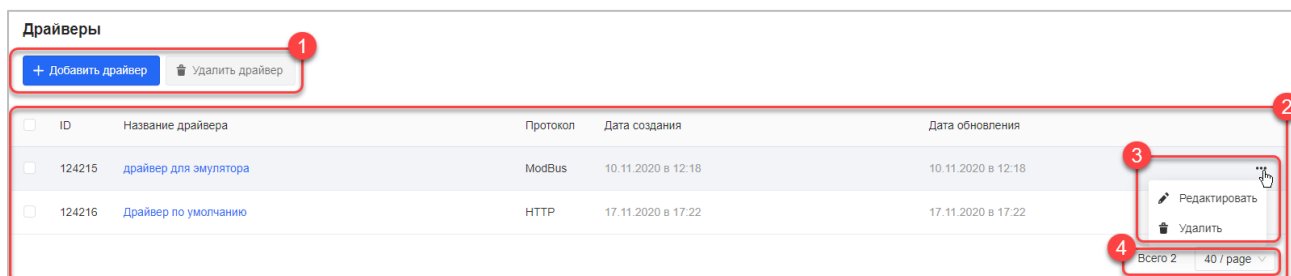 Драйверы
1
+ Добавить драйвер Удалить драйвер
2
ID Название драйвера Протокол Дата создания Дата обновления
3
124215 драйвер для эмулятора ModBus 10.11.2020 в 12:18 10.11.2020 в 12:18 ...
Редактировать
124216 Драйвер по умолчанию HTTP 17.11.2020 в 17:22 17.11.2020 в 17:22
Удалить
4
Всего 2 40 / page